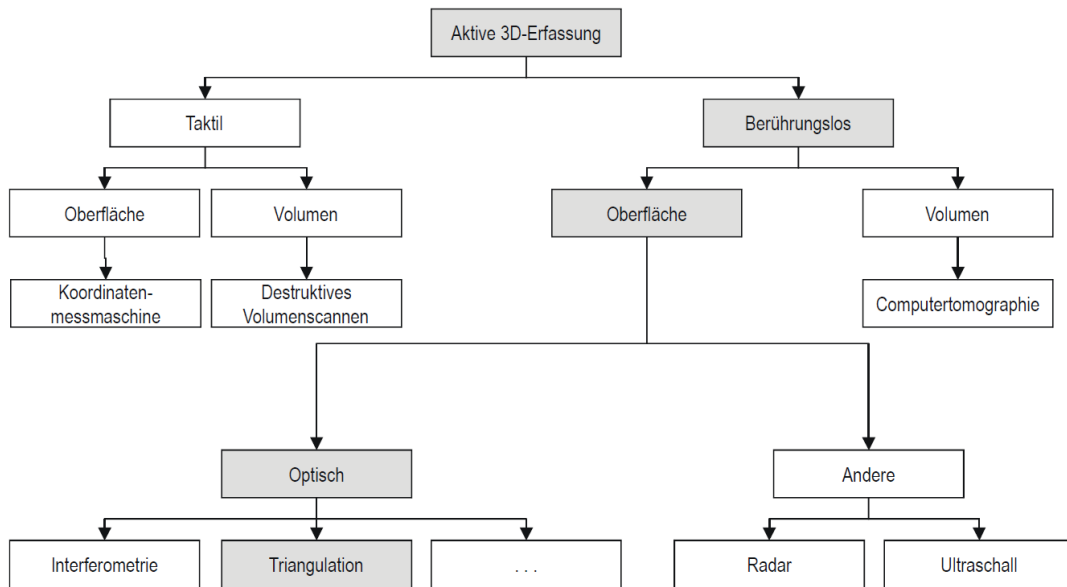 Aktive 3D-Erfassung
Taktil
Berührungslos
Oberfläche
Volumen
Oberfläche
Volumen
Koordinaten-
messmaschine
Destruktives
Volumenscannen
Computertomographie
Optisch
Andere
Interferometrie
Triangulation
. . .
Radar
Ultraschall